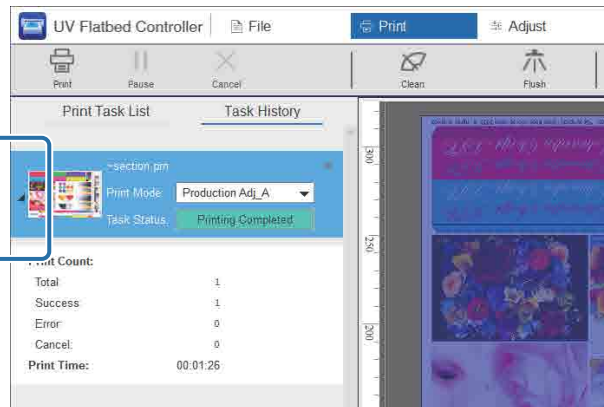 UV Flatbed Controller File Print Adjust
Print Pause Cancel Clean Flush
Print Task List Task History
~section.prn
Print Mode: Production Adj_A
Task Status: Printing Completed
Print Count:
Total 1
Success 1
Error 0
Cancel: 0
Print Time: 00:01:26
300
250
200